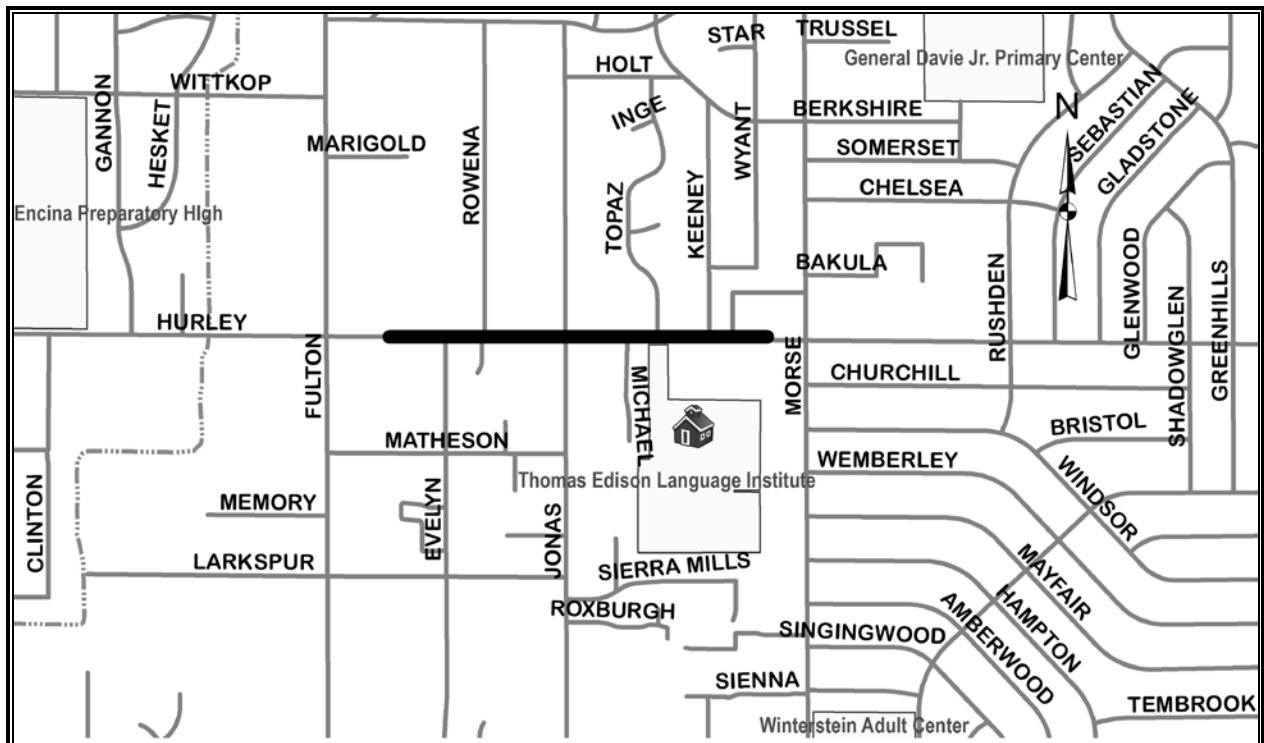 STAR
TRUSSEL
General Davie Jr. Primary Center
HOLT
WITTKOP
GANNON
HESKET
INGE
BERKSHIRE
N
SEBASTIAN
GLADSTONE
MARIGOLD
ROWENA
WYANT
SOMERSET
CHELSEA
Encina Preparatory HIgh
TOPAZ
KEENEY
BAKULA
RUSHDEN
GLENWOOD
SHADOWGLEN
GREENHILLS
HURLEY
FULTON
MORSE
MICHAEL
CHURCHILL
BRISTOL
MATHESON
WEMBERLEY
WINDSOR
Thomas Edison Language Institute
CLINTON
MEMORY
EVELYN
JONAS
LARKSPUR
SIERRA MILLS
MAYFAIR
ROXBURGH
HAMPTON
AMBERWOOD
SINGINGWOOD
SIENNA
TEMBROOK
Winterstein Adult Center